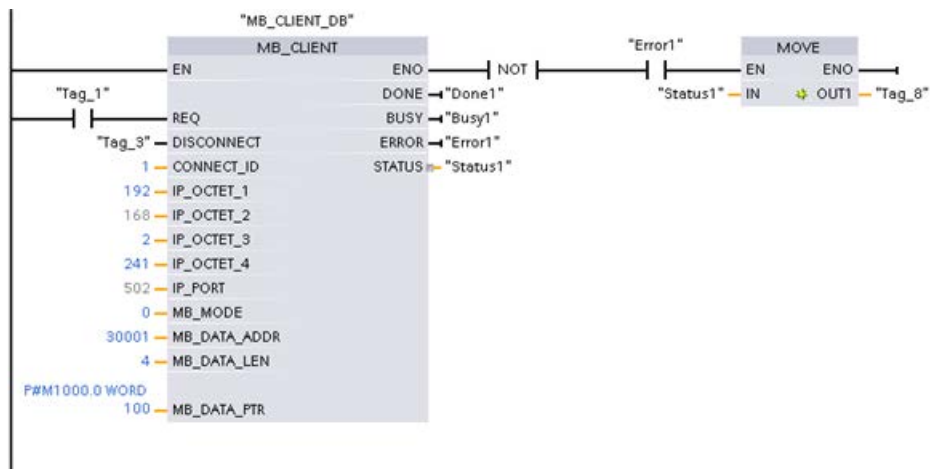 "MB_CLIENT_DB"
MB_CLIENT "Error1" MOVE
EN ENO NOT EN ENO
"Tag_1" DONE "Done1" "Status1" IN OUT1 "Tag_8"
REQ BUSY "Busy1"
"Tag_3" DISCONNECT ERROR "Error1"
1 CONNECT_ID STATUS "Status1"
192 IP_OCTET_1
168 IP_OCTET_2
2 IP_OCTET_3
241 IP_OCTET_4
502 IP_PORT
0 MB_MODE
30001 MB_DATA_ADDR
4 MB_DATA_LEN
P#M1000.0 WORD
100 MB_DATA_PTR